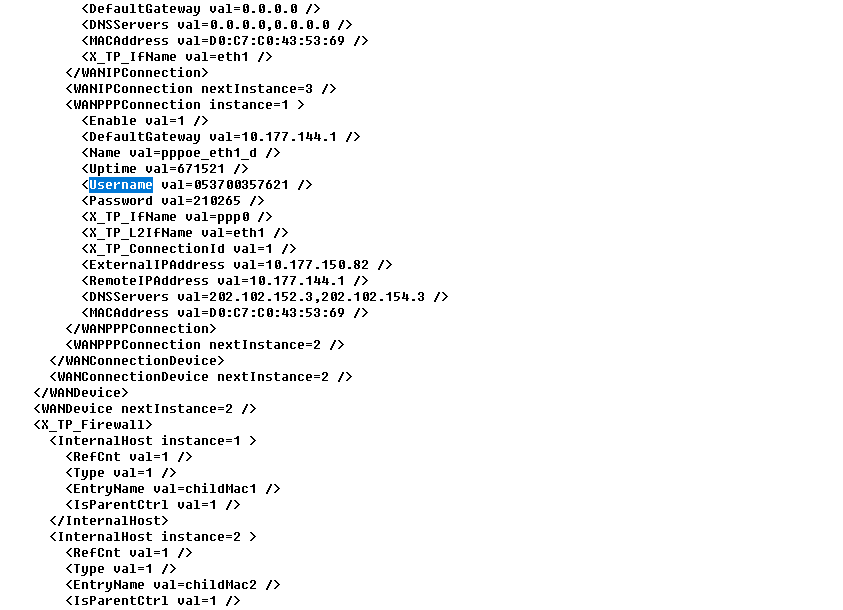 <DefaultGateway val=0.0.0.0 />
<DNSServers val=0.0.0.0,0.0.0.0 />
<MACAddress val=D0:C7:C0:43:53:69 />
<X_TP_IfName val=eth1 />
</WANIPConnection>
<WANIPConnection nextInstance=3 />
<WANPPPConnection instance=1 >
<Enable val=1 />
<DefaultGateway val=10.177.144.1 />
<Name val=pppoe_eth1_d />
<Uptime val=671521 />
<Username val=053700357621 />
<Password val=210265 />
<X_TP_IfName val=ppp0 />
<X_TP_L2IfName val=eth1 />
<X_TP_ConnectionId val=1 />
<ExternalIPAddress val=10.177.150.82 />
<RemoteIPAddress val=10.177.144.1 />
<DNSServers val=202.102.152.3,202.102.154.3 />
<MACAddress val=D0:C7:C0:43:53:69 />
</WANPPPConnection>
<WANPPPConnection nextInstance=2 />
</WANConnectionDevice>
<WANConnectionDevice nextInstance=2 />
</WANDevice>
<WANDevice nextInstance=2 />
<X_TP_Firewall>
<InternalHost instance=1 >
<RefCnt val=1 />
<Type val=1 />
<EntryName val=childMac1 />
<IsParentCtrl val=1 />
</InternalHost>
<InternalHost instance=2 >
<RefCnt val=1 />
<Type val=1 />
<EntryName val=childMac2 />
<IsParentCtrl val=1 />